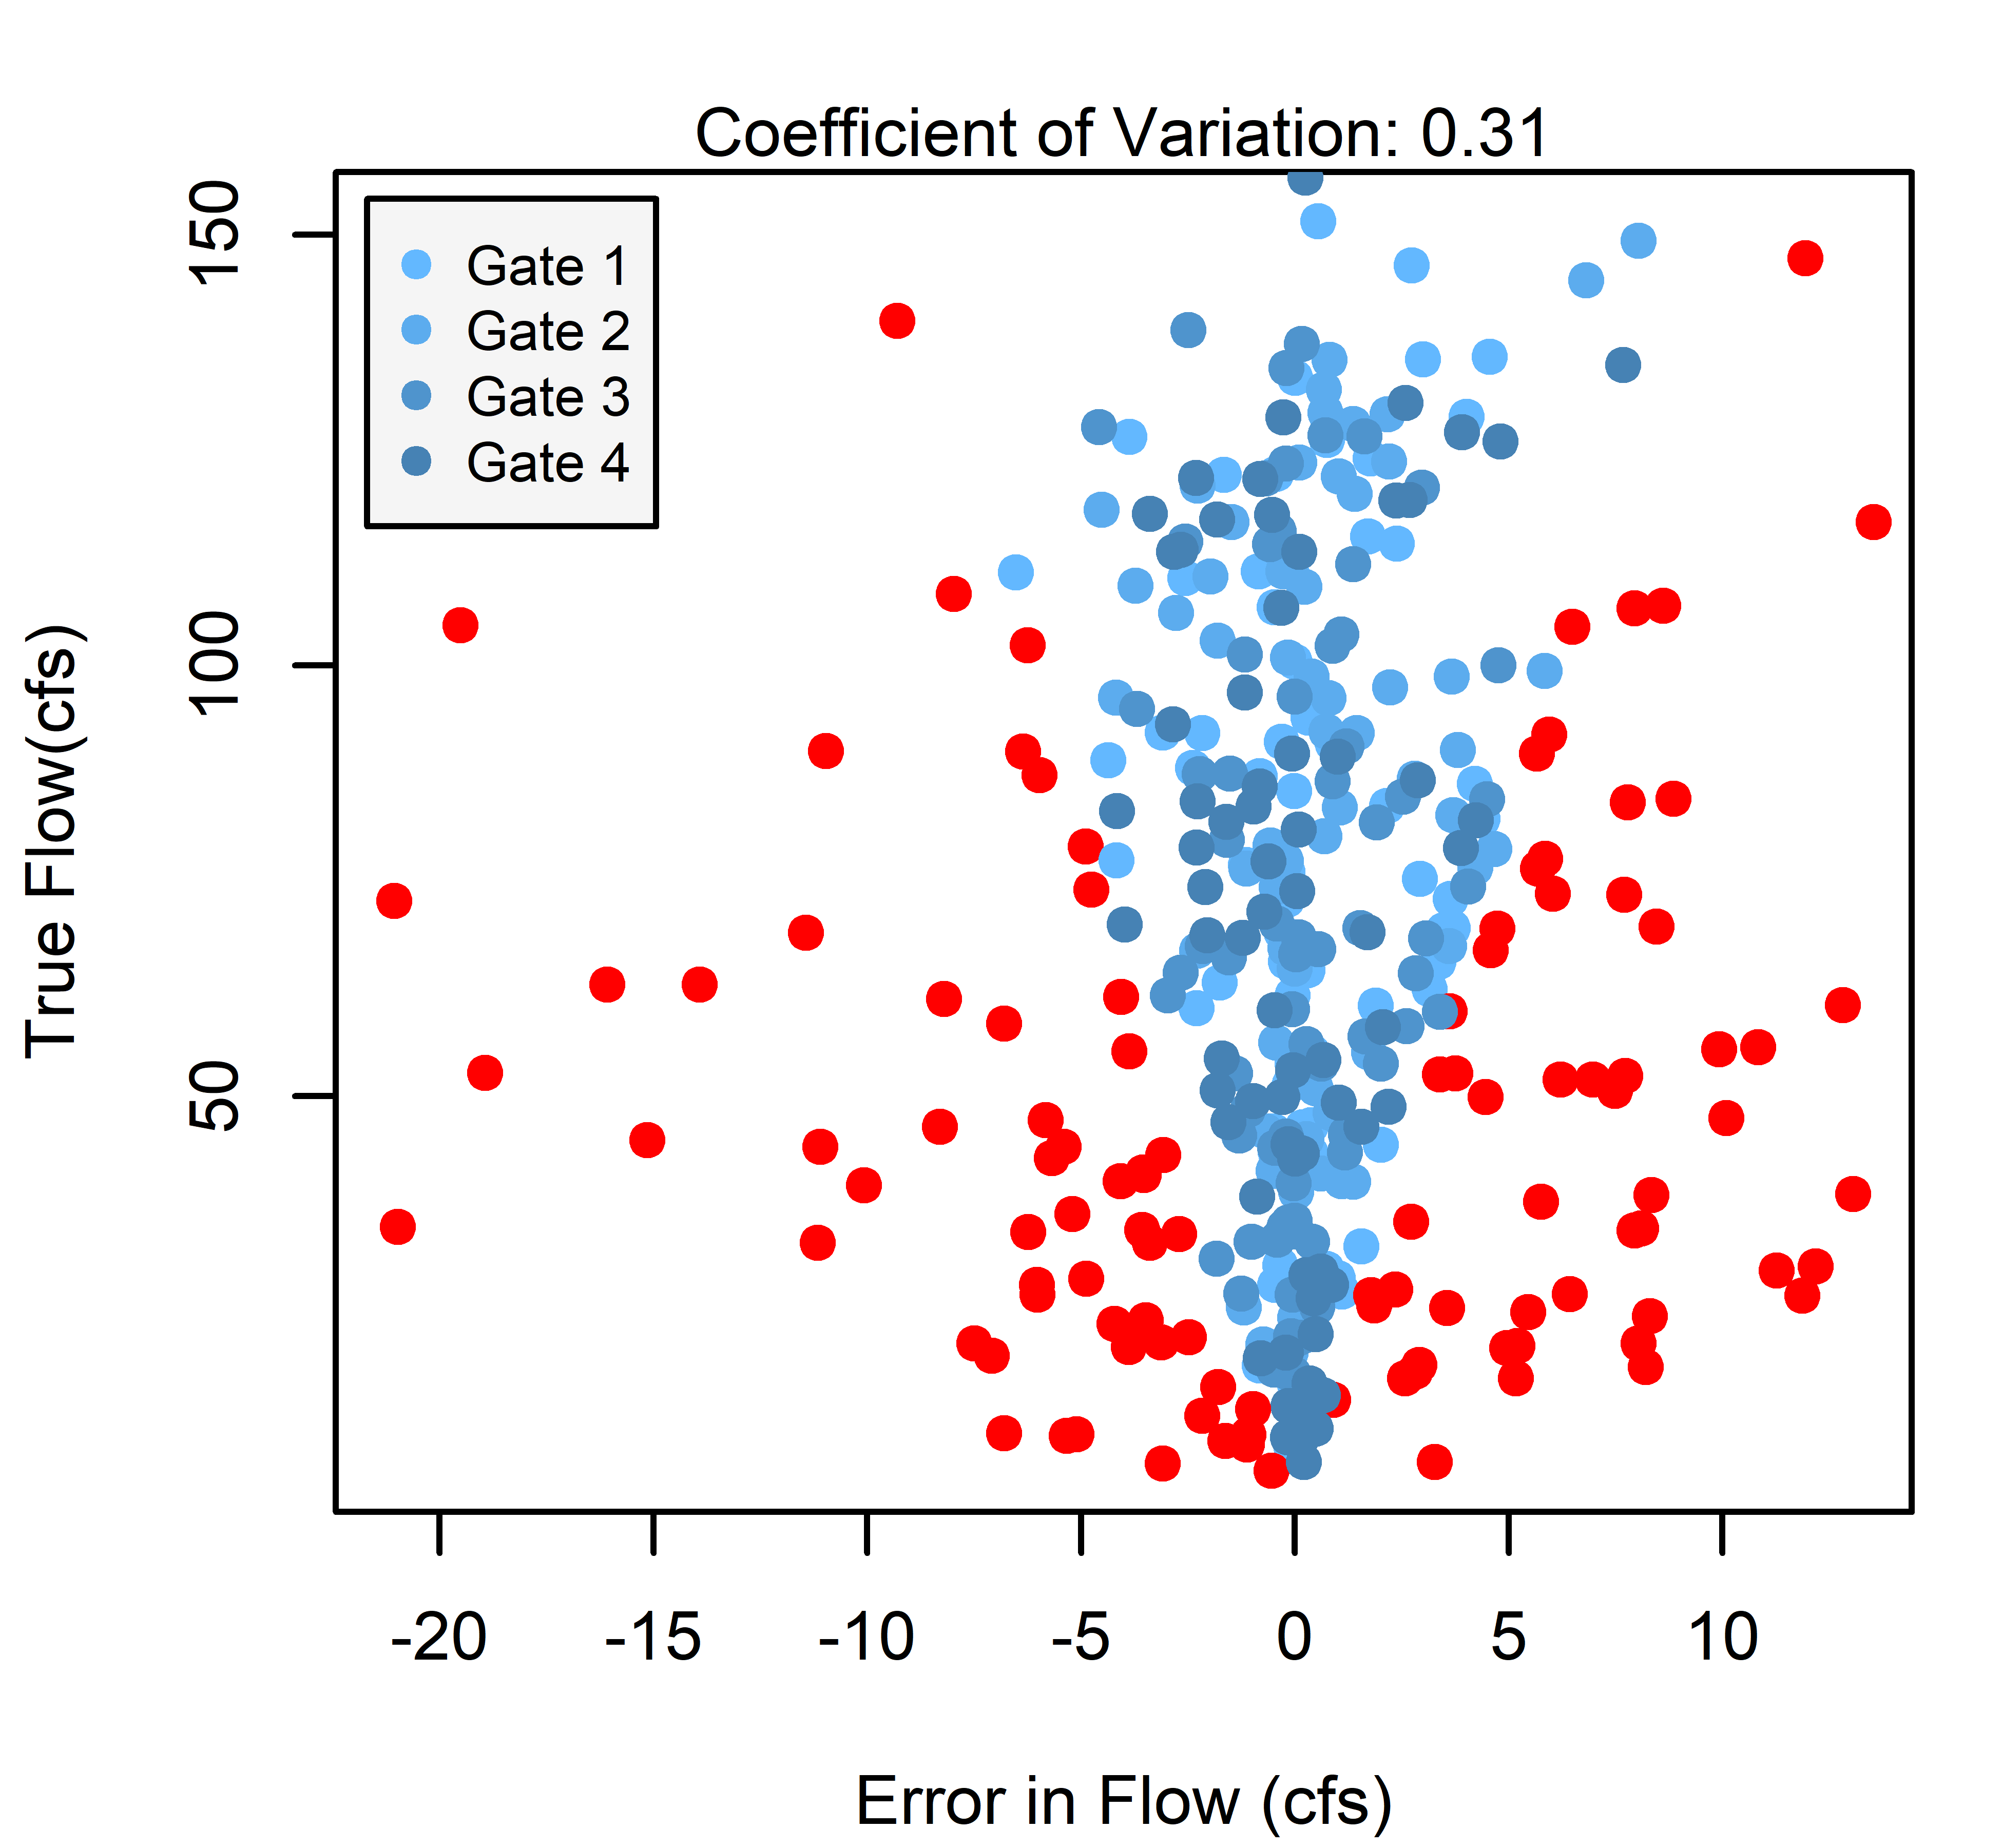 Coefficient of Variation: 0.31
Gate 1
Gate 2
Gate 3
Gate 4
True Flow(cfs)
150
100
50
-20 -15 -10 -5 0 5 10
Error in Flow (cfs)